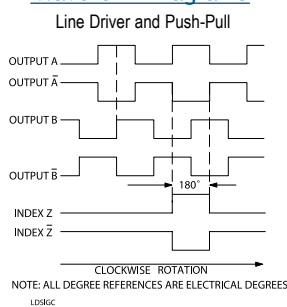 Line Driver and Push-Pull
OUTPUT A
OUTPUT A̅
OUTPUT B
OUTPUT B̅
180°
INDEX Z
INDEX Z̅
CLOCKWISE ROTATION
NOTE: ALL DEGREE REFERENCES ARE ELECTRICAL DEGREES
LDSIGC